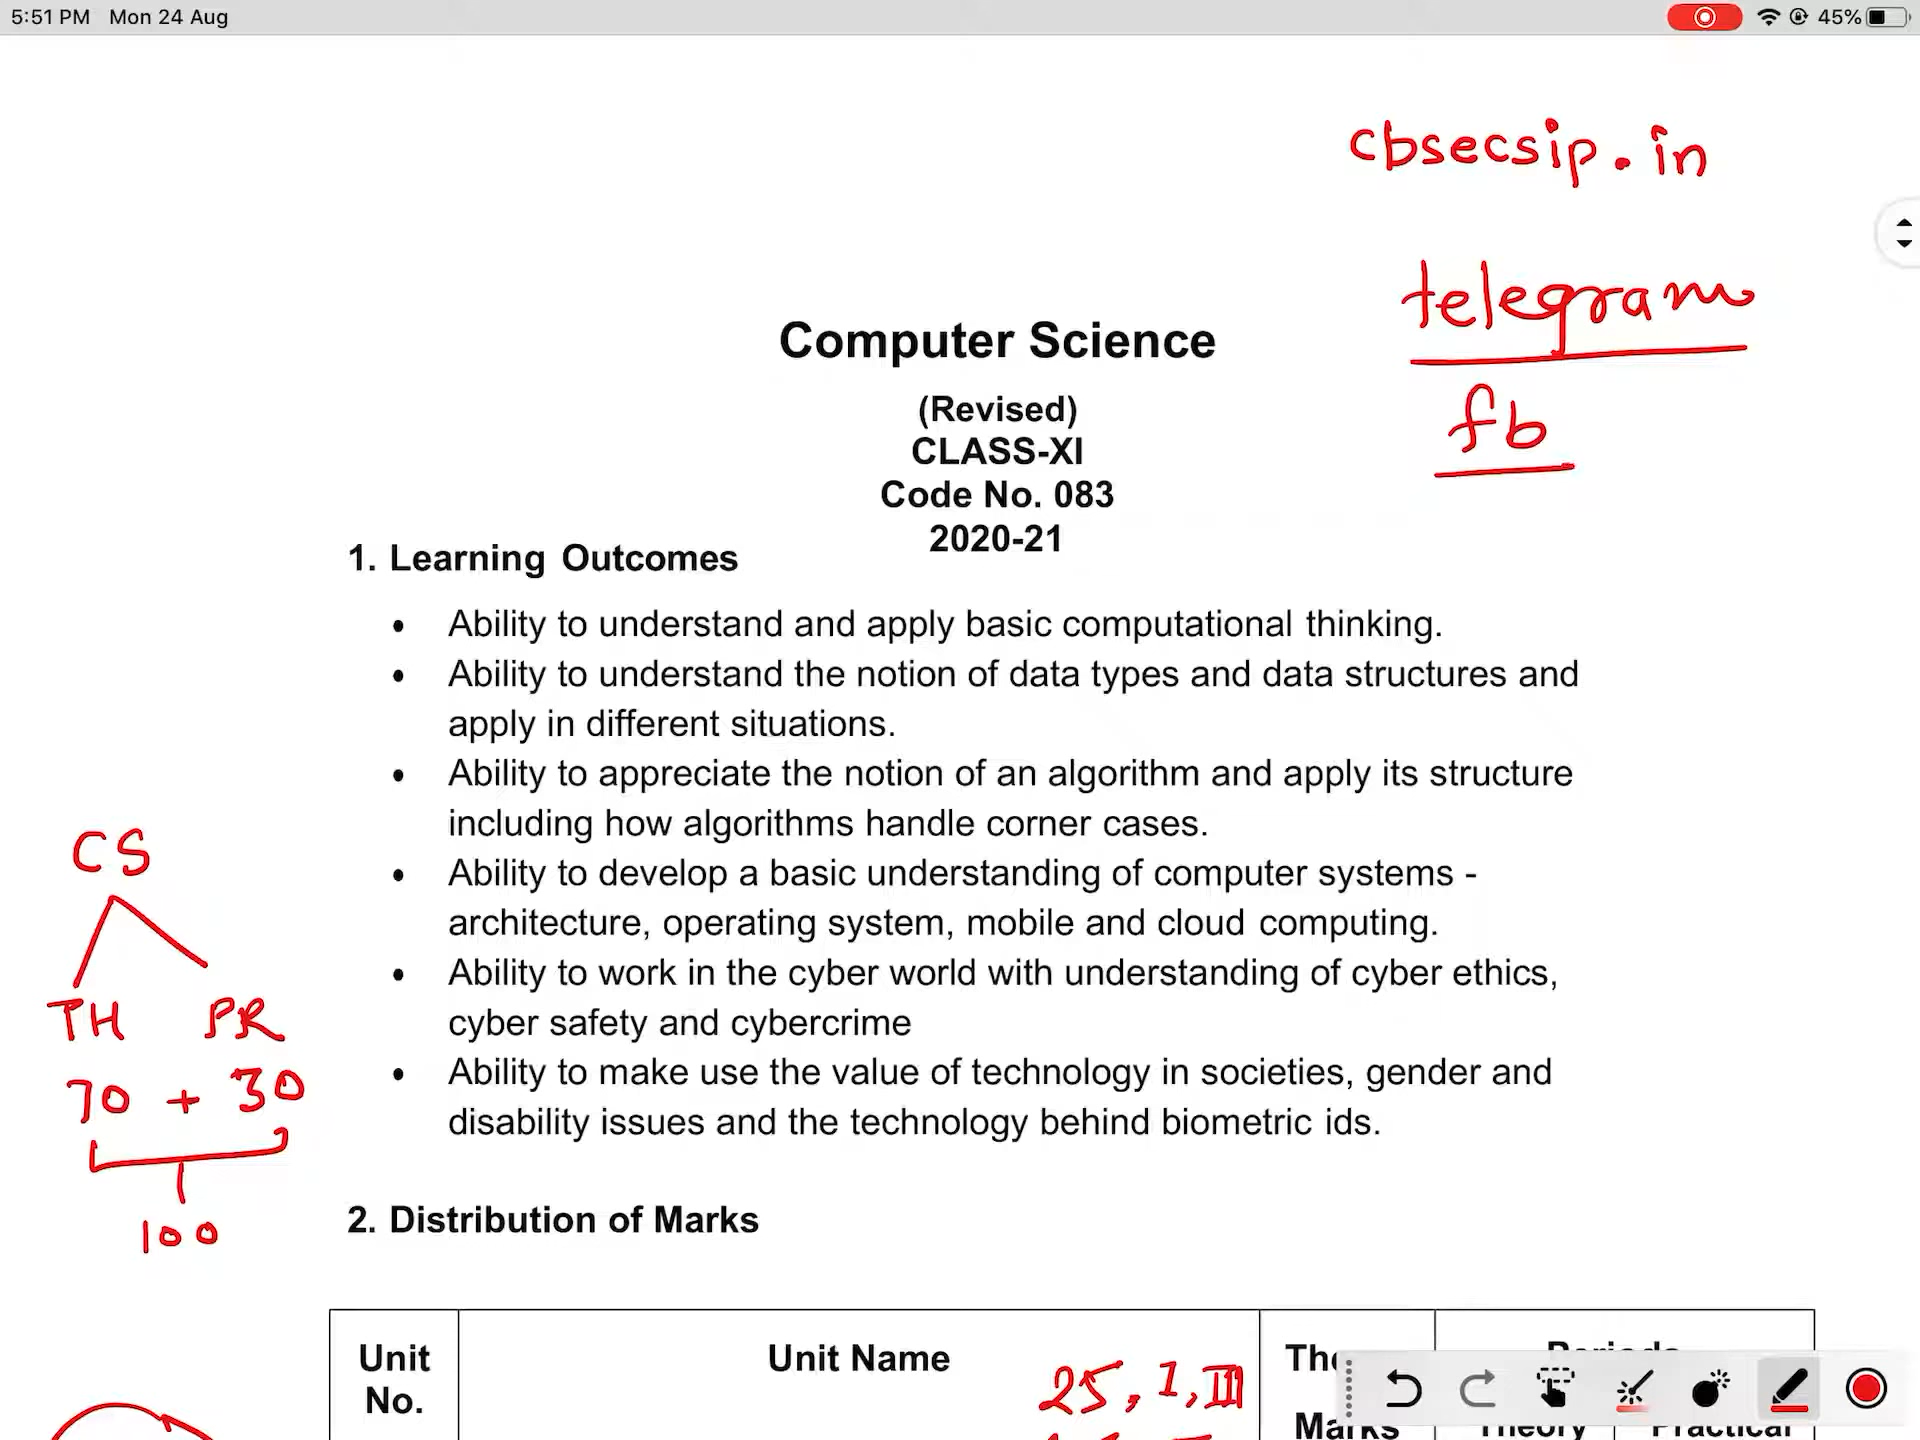 5:51 PM Mon 24 Aug
45%
cbsecsip.in
telegram
fb
Computer Science
(Revised)
CLASS-XI
Code No. 083
2020-21
1. Learning Outcomes
• Ability to understand and apply basic computational thinking.
• Ability to understand the notion of data types and data structures and
apply in different situations.
• Ability to appreciate the notion of an algorithm and apply its structure
including how algorithms handle corner cases.
• Ability to develop a basic understanding of computer systems -
architecture, operating system, mobile and cloud computing.
• Ability to work in the cyber world with understanding of cyber ethics,
cyber safety and cybercrime
• Ability to make use the value of technology in societies, gender and
disability issues and the technology behind biometric ids.
CS
TH PR
70 + 30
100
2. Distribution of Marks
Unit
No.
Unit Name
25, I, III
Marks
Theory
Practical